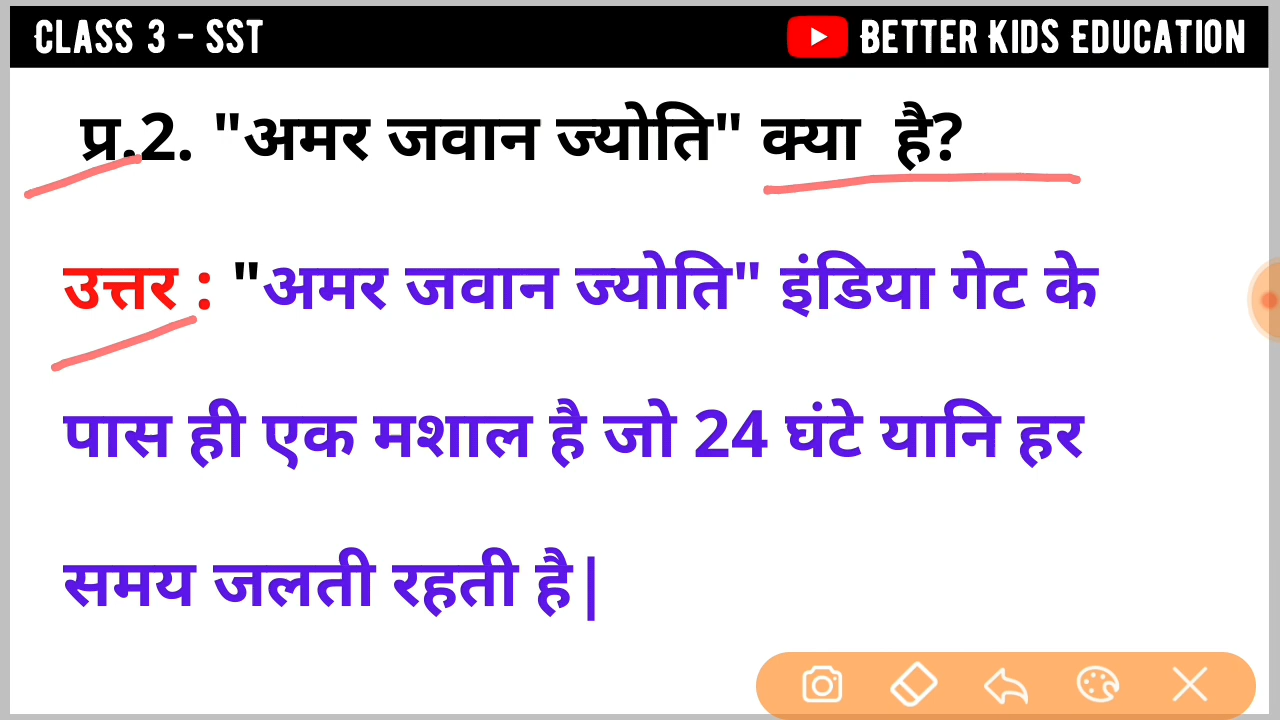 CLASS 3 - SST
BETTER KIDS EDUCATION
प्र.2. "अमर जवान ज्योति" क्या है?
उत्तर : "अमर जवान ज्योति" इंडिया गेट के
पास ही एक मशाल है जो 24 घंटे यानि हर
समय जलती रहती है|